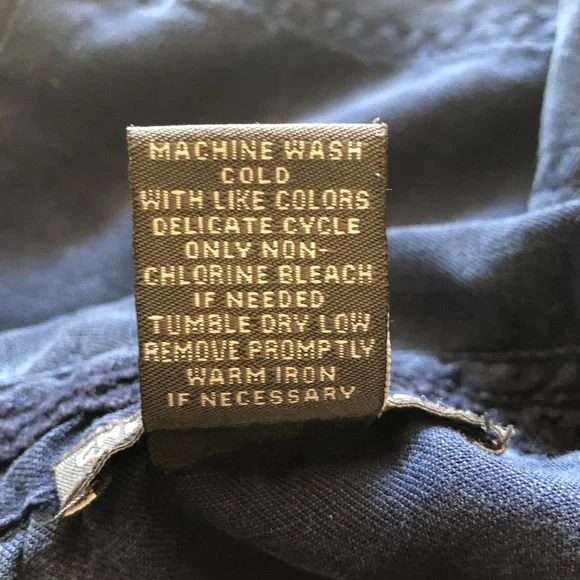 MACHINE WASH
COLD
WITH LIKE COLORS
DELICATE CYCLE
ONLY NON-
CHLORINE BLEACH
IF NEEDED
TUMBLE DRY LOW
REMOVE PROMPTLY
WARM IRON
IF NECESSARY